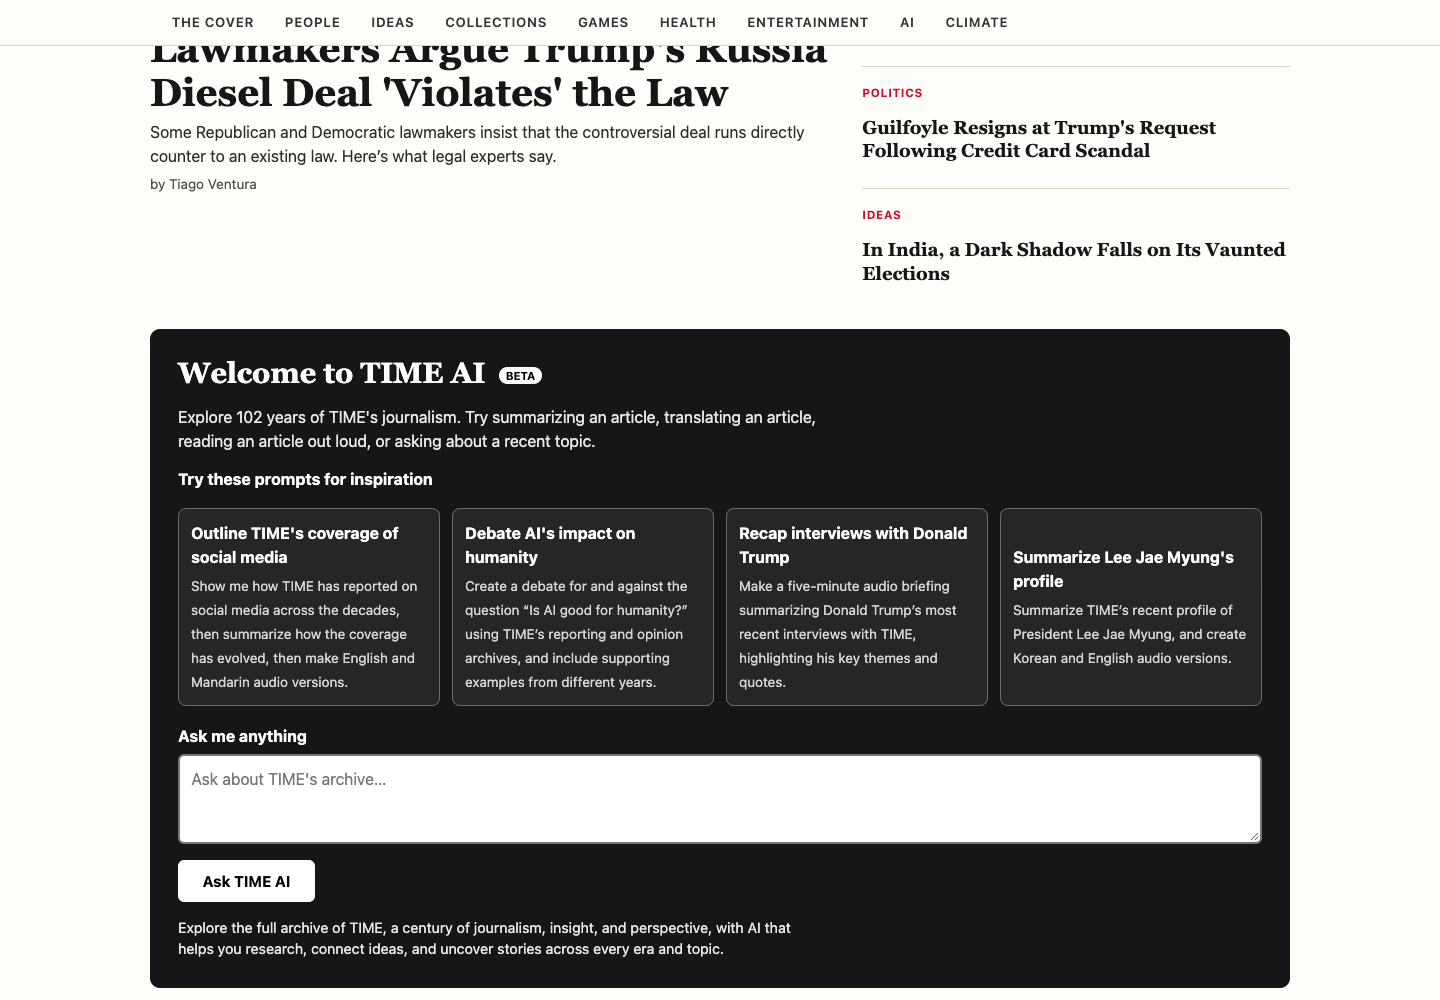 THE COVER PEOPLE IDEAS COLLECTIONS GAMES HEALTH ENTERTAINMENT AI CLIMATE
Lawmakers Argue Trump's Russia
Diesel Deal 'Violates' the Law
Some Republican and Democratic lawmakers insist that the controversial deal runs directly
counter to an existing law. Here’s what legal experts say.
by Tiago Ventura
POLITICS
Guilfoyle Resigns at Trump's Request
Following Credit Card Scandal
IDEAS
In India, a Dark Shadow Falls on Its Vaunted
Elections
Welcome to TIME AI BETA
Explore 102 years of TIME's journalism. Try summarizing an article, translating an article,
reading an article out loud, or asking about a recent topic.
Try these prompts for inspiration
Outline TIME's coverage of
social media
Show me how TIME has reported on
social media across the decades,
then summarize how the coverage
has evolved, then make English and
Mandarin audio versions.
Debate AI's impact on
humanity
Create a debate for and against the
question “Is AI good for humanity?”
using TIME’s reporting and opinion
archives, and include supporting
examples from different years.
Recap interviews with Donald
Trump
Make a five-minute audio briefing
summarizing Donald Trump’s most
recent interviews with TIME,
highlighting his key themes and
quotes.
Summarize Lee Jae Myung's
profile
Summarize TIME’s recent profile of
President Lee Jae Myung, and create
Korean and English audio versions.
Ask me anything
Ask about TIME's archive...
Ask TIME AI
Explore the full archive of TIME, a century of journalism, insight, and perspective, with AI that
helps you research, connect ideas, and uncover stories across every era and topic.